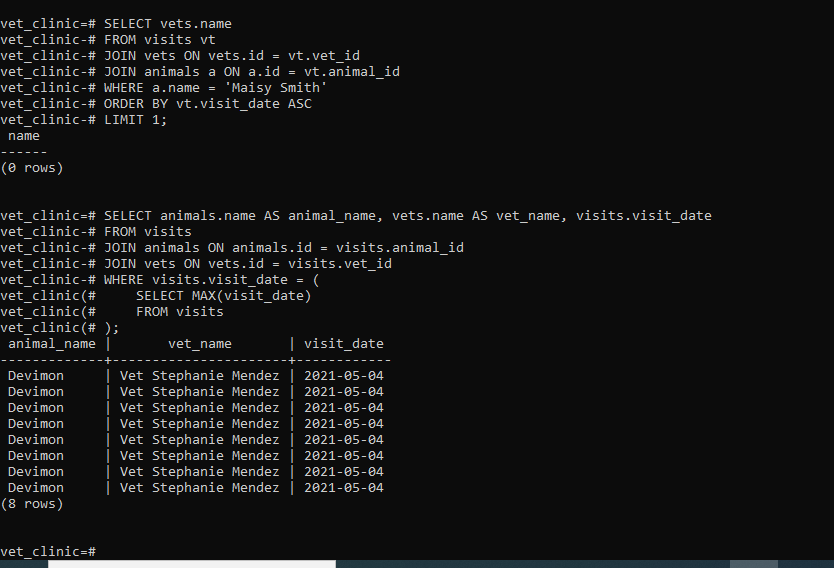 vet_clinic=# SELECT vets.name
vet_clinic-# FROM visits vt
vet_clinic-# JOIN vets ON vets.id = vt.vet_id
vet_clinic-# JOIN animals a ON a.id = vt.animal_id
vet_clinic-# WHERE a.name = 'Maisy Smith'
vet_clinic-# ORDER BY vt.visit_date ASC
vet_clinic-# LIMIT 1;
 name
------
(0 rows)
vet_clinic=# SELECT animals.name AS animal_name, vets.name AS vet_name, visits.visit_date
vet_clinic-# FROM visits
vet_clinic-# JOIN animals ON animals.id = visits.animal_id
vet_clinic-# JOIN vets ON vets.id = visits.vet_id
vet_clinic-# WHERE visits.visit_date = (
vet_clinic(#     SELECT MAX(visit_date)
vet_clinic(#     FROM visits
vet_clinic(# );
 animal_name |       vet_name       | visit_date
-------------+----------------------+------------
 Devimon     | Vet Stephanie Mendez | 2021-05-04
 Devimon     | Vet Stephanie Mendez | 2021-05-04
 Devimon     | Vet Stephanie Mendez | 2021-05-04
 Devimon     | Vet Stephanie Mendez | 2021-05-04
 Devimon     | Vet Stephanie Mendez | 2021-05-04
 Devimon     | Vet Stephanie Mendez | 2021-05-04
 Devimon     | Vet Stephanie Mendez | 2021-05-04
 Devimon     | Vet Stephanie Mendez | 2021-05-04
(8 rows)
vet_clinic=#